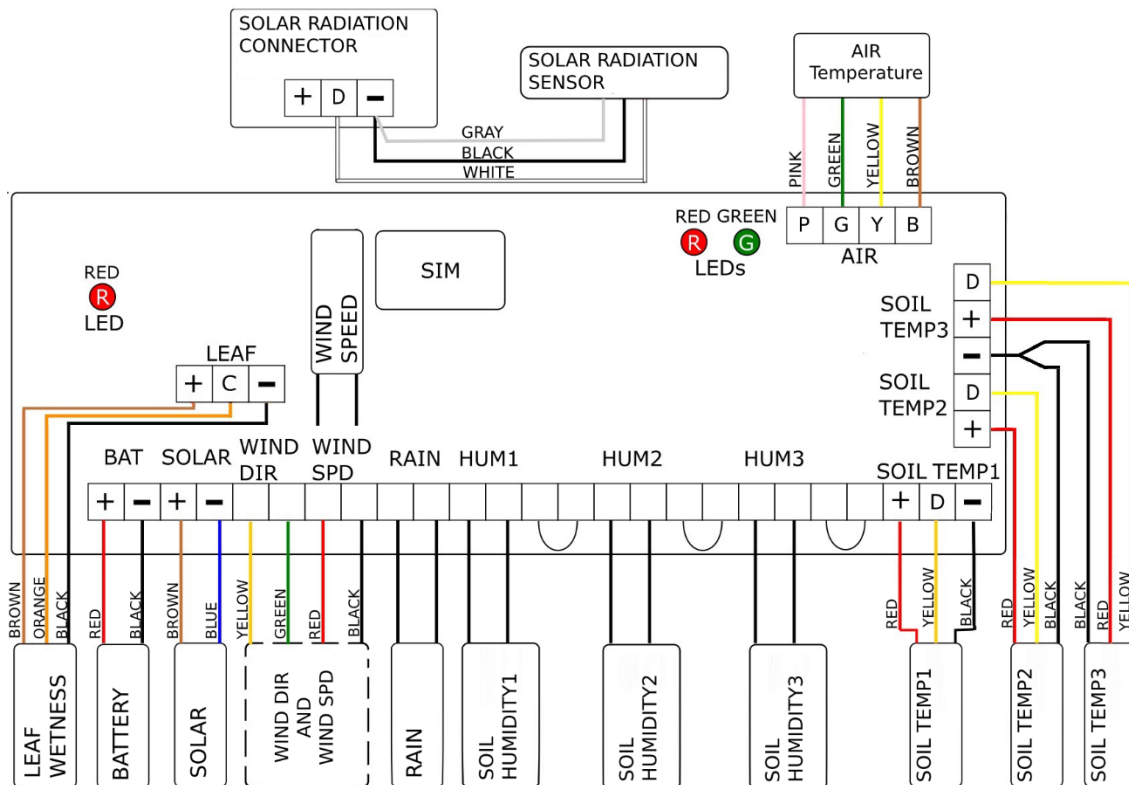 SOLAR RADIATION
CONNECTOR
+ D −
SOLAR RADIATION
SENSOR
GRAY
BLACK
WHITE
AIR
Temperature
PINK
GREEN
YELLOW
BROWN
P G Y B
AIR
RED GREEN
R G
LEDs
RED
R
LED
SIM
WIND
SPEED
LEAF
+ C −
SOIL
TEMP3
D
+
−
SOIL
TEMP2
D
+
BAT
SOLAR
WIND
DIR
WIND
SPD
RAIN
HUM1
HUM2
HUM3
SOIL TEMP1
+ − + − + D −
BROWN
ORANGE
BLACK
RED
BLACK
BROWN
BLUE
YELLOW
GREEN
RED
BLACK
RED
YELLOW
BLACK
RED
YELLOW
BLACK
BLACK
RED
YELLOW
LEAF
WETNESS
BATTERY
SOLAR
WIND DIR
AND
WIND SPD
RAIN
SOIL
HUMIDITY1
SOIL
HUMIDITY2
SOIL
HUMIDITY3
SOIL TEMP1
SOIL TEMP2
SOIL TEMP3